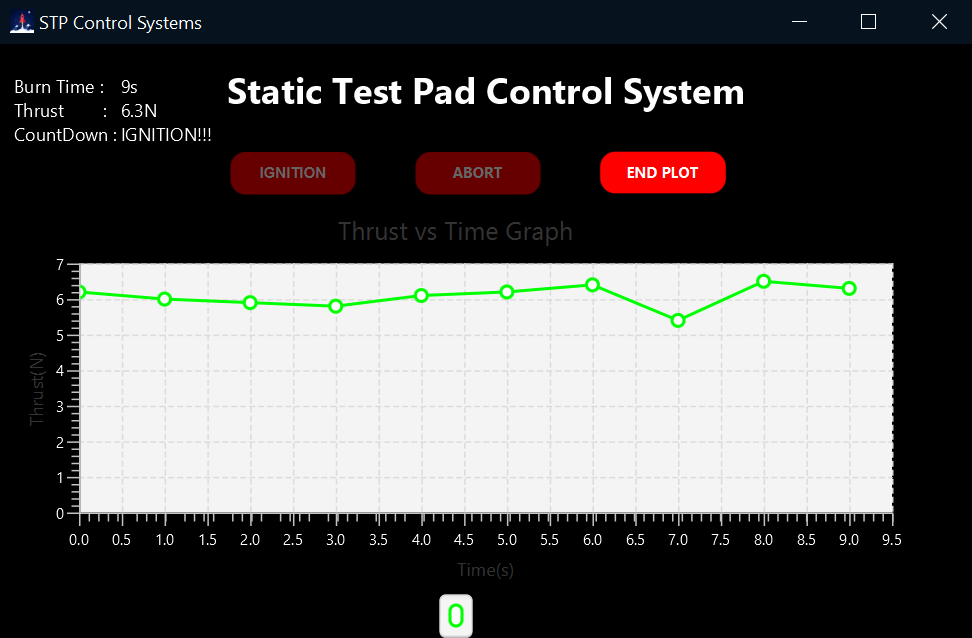 STP Control Systems
Burn Time : 9s
Thrust : 6.3N
CountDown : IGNITION!!!
Static Test Pad Control System
IGNITION ABORT END PLOT
Thrust vs Time Graph
7
6
5
4
3
2
1
0
Thrust(N)
0.0 0.5 1.0 1.5 2.0 2.5 3.0 3.5 4.0 4.5 5.0 5.5 6.0 6.5 7.0 7.5 8.0 8.5 9.0 9.5
Time(s)
0